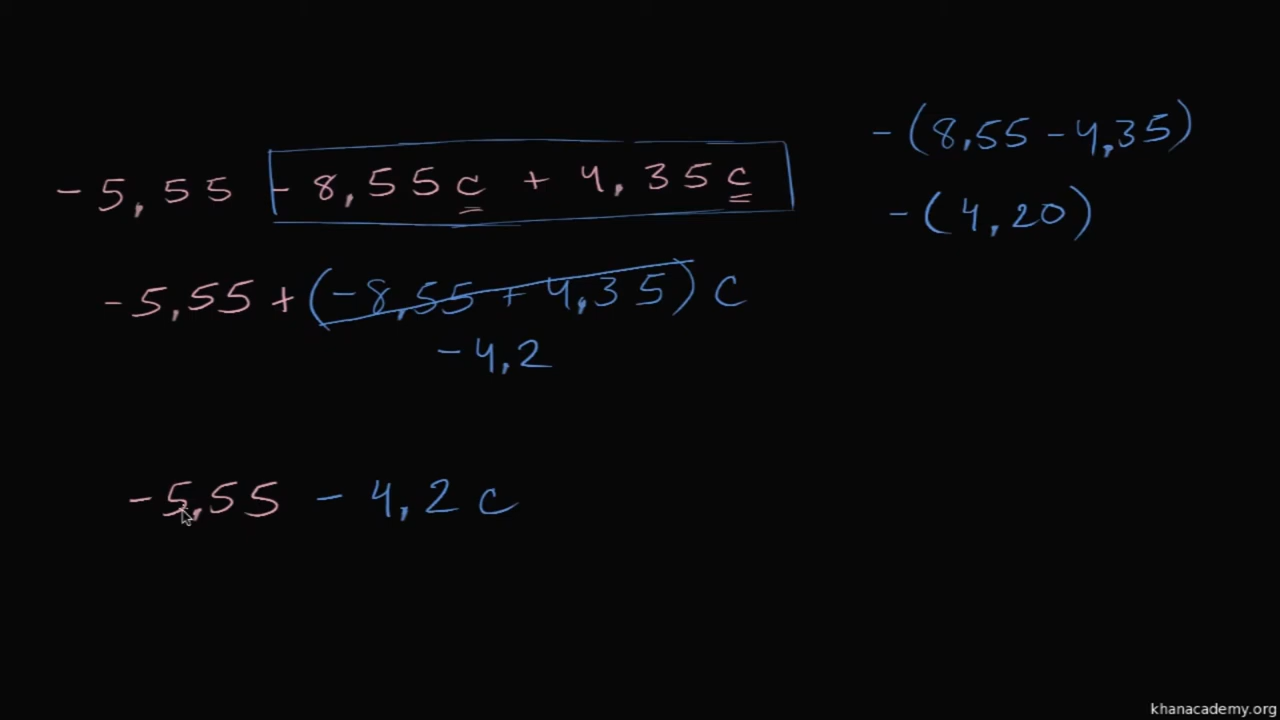 -5,55 -8,55c + 4,35c
-(8,55 - 4,35)
-(4,20)
-5,55 + (-8,55 + 4,35) c
-4,2
-5,55 - 4,2c
khanacademy.org